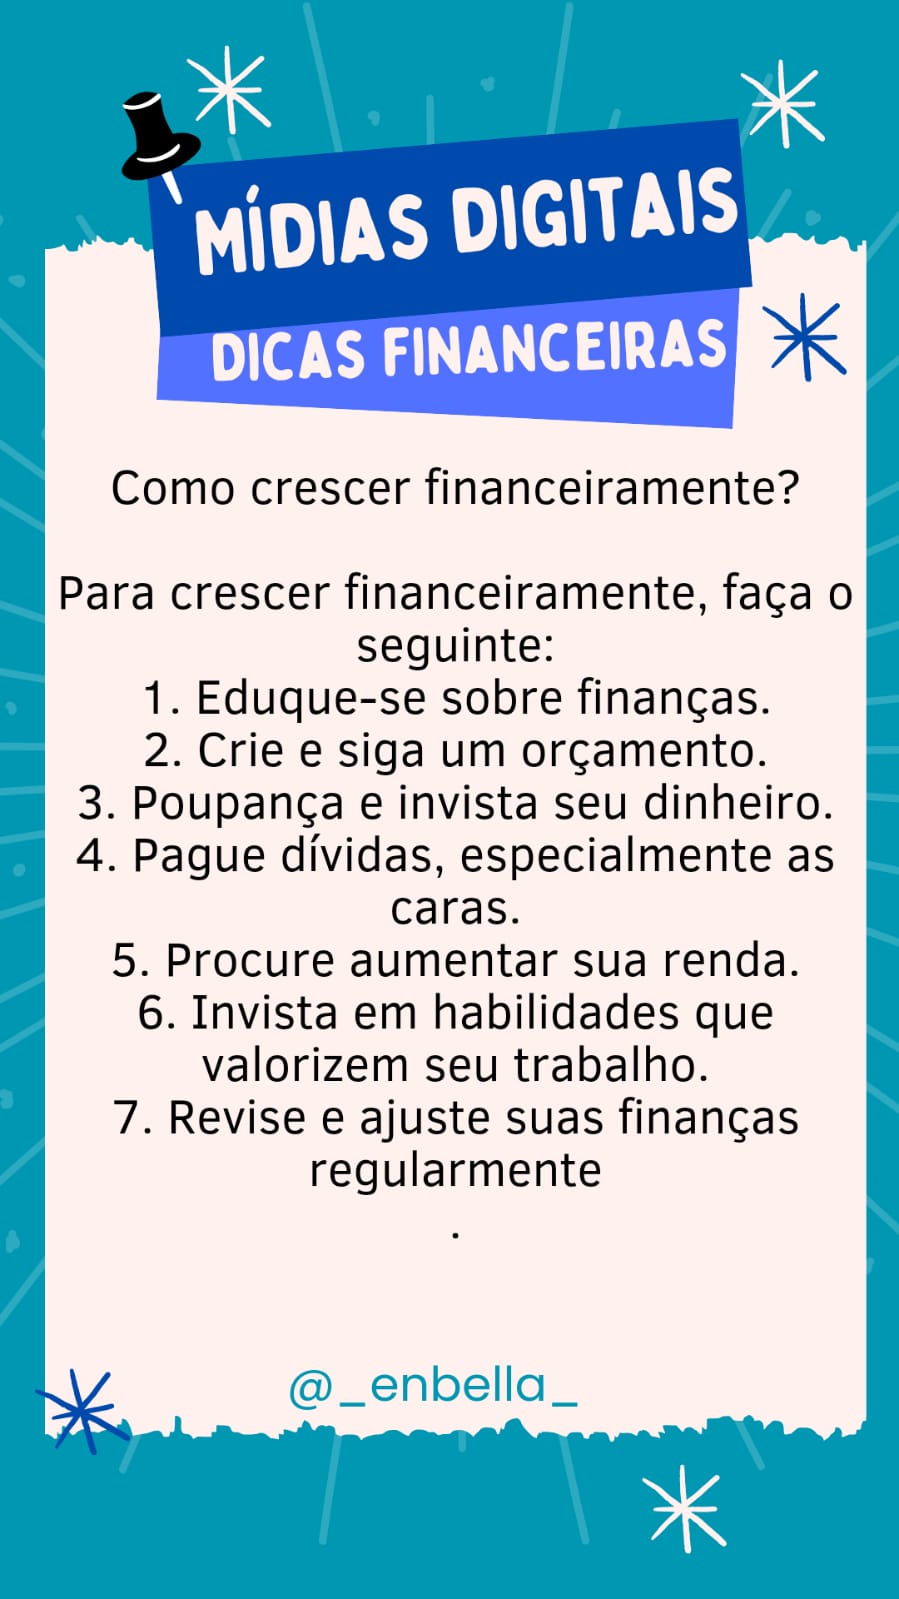 MÍDIAS DIGITAIS
DICAS FINANCEIRAS
Como crescer financeiramente?
Para crescer financeiramente, faça o
seguinte:
1. Eduque-se sobre finanças.
2. Crie e siga um orçamento.
3. Poupança e invista seu dinheiro.
4. Pague dívidas, especialmente as
caras.
5. Procure aumentar sua renda.
6. Invista em habilidades que
valorizem seu trabalho.
7. Revise e ajuste suas finanças
regularmente
.
@_enbella_